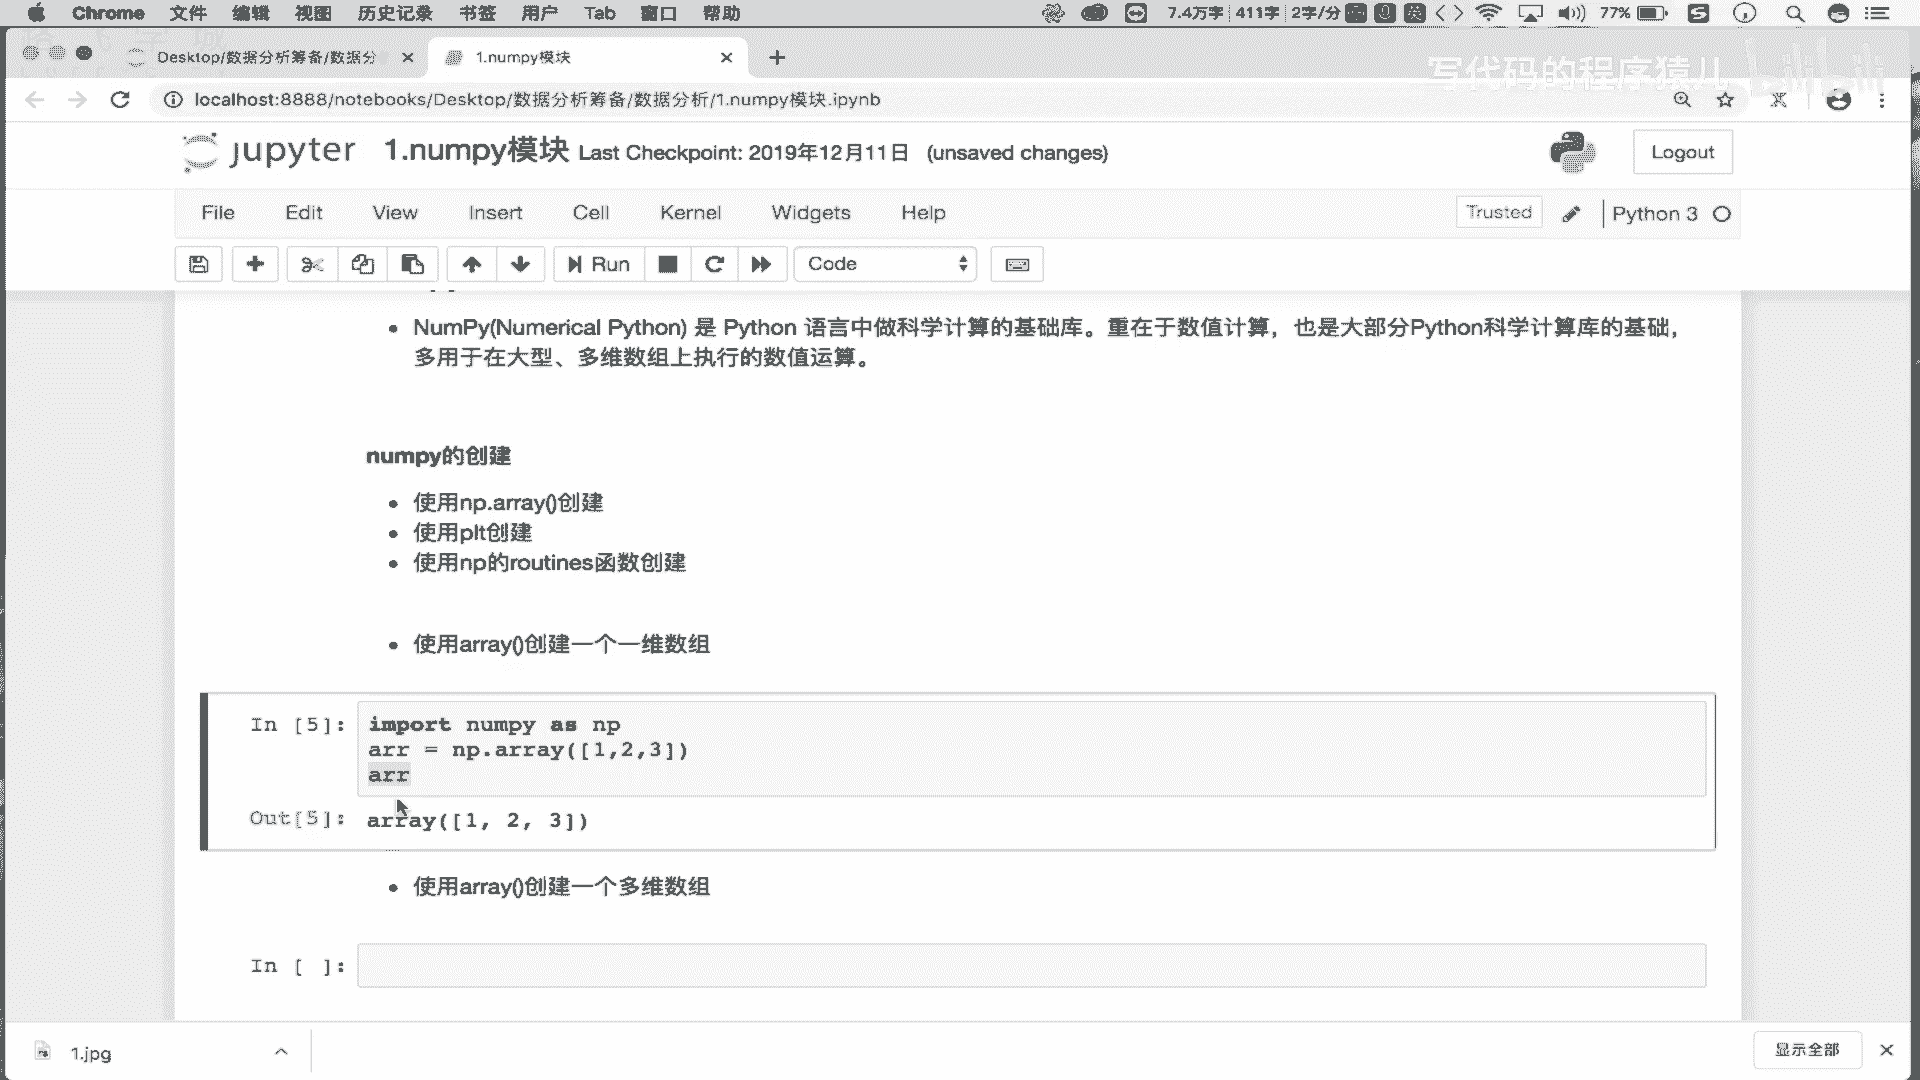 Chrome 文件 编辑 视图 历史记录 书签 用户 Tab 窗口 帮助 7.4万字 411字 2字/分 英 77%
Desktop/数据分析筹备/数据分 1.numpy模块
写代码的程序猿儿 bilibili
localhost:8888/notebooks/Desktop/数据分析筹备/数据分析/1.numpy模块.ipynb
jupyter 1.numpy模块 Last Checkpoint: 2019年12月11日 (unsaved changes) Logout
File Edit View Insert Cell Kernel Widgets Help Trusted Python 3
Run Code
NumPy(Numerical Python) 是 Python 语言中做科学计算的基础库。重在于数值计算，也是大部分Python科学计算库的基础，
多用于在大型、多维数组上执行的数值运算。
numpy的创建
使用np.array()创建
使用plt创建
使用np的routines函数创建
使用array()创建一个一维数组
In [5]: import numpy as np
arr = np.array([1,2,3])
arr
Out[5]: array([1, 2, 3])
使用array()创建一个多维数组
In [ ]:
1.jpg 显示全部